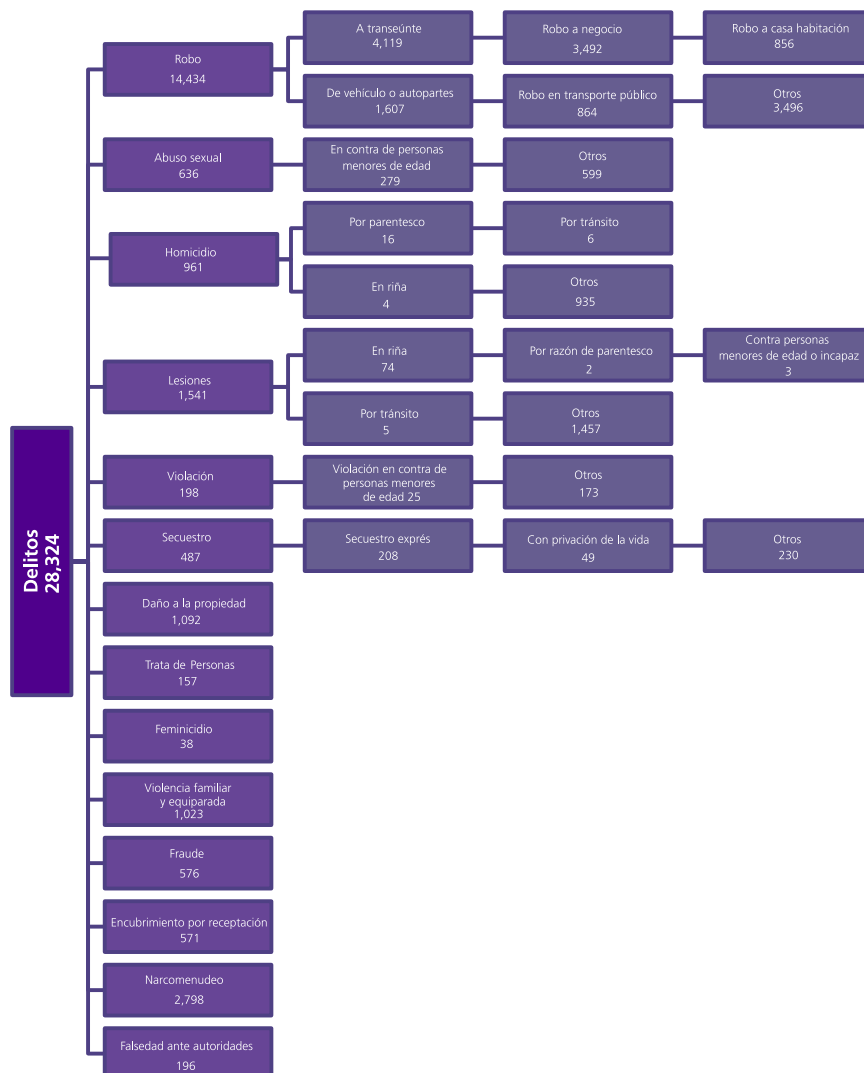 Delitos
28,324
Robo
14,434
A transeúnte
4,119
Robo a negocio
3,492
Robo a casa habitación
856
De vehículo o autopartes
1,607
Robo en transporte público
864
Otros
3,496
Abuso sexual
636
En contra de personas
menores de edad
279
Otros
599
Homicidio
961
Por parentesco
16
Por tránsito
6
En riña
4
Otros
935
Lesiones
1,541
En riña
74
Por razón de parentesco
2
Contra personas
menores de edad o incapaz
3
Por tránsito
5
Otros
1,457
Violación
198
Violación en contra de
personas menores
de edad 25
Otros
173
Secuestro
487
Secuestro exprés
208
Con privación de la vida
49
Otros
230
Daño a la propiedad
1,092
Trata de Personas
157
Feminicidio
38
Violencia familiar
y equiparada
1,023
Fraude
576
Encubrimiento por receptación
571
Narcomenudeo
2,798
Falsedad ante autoridades
196